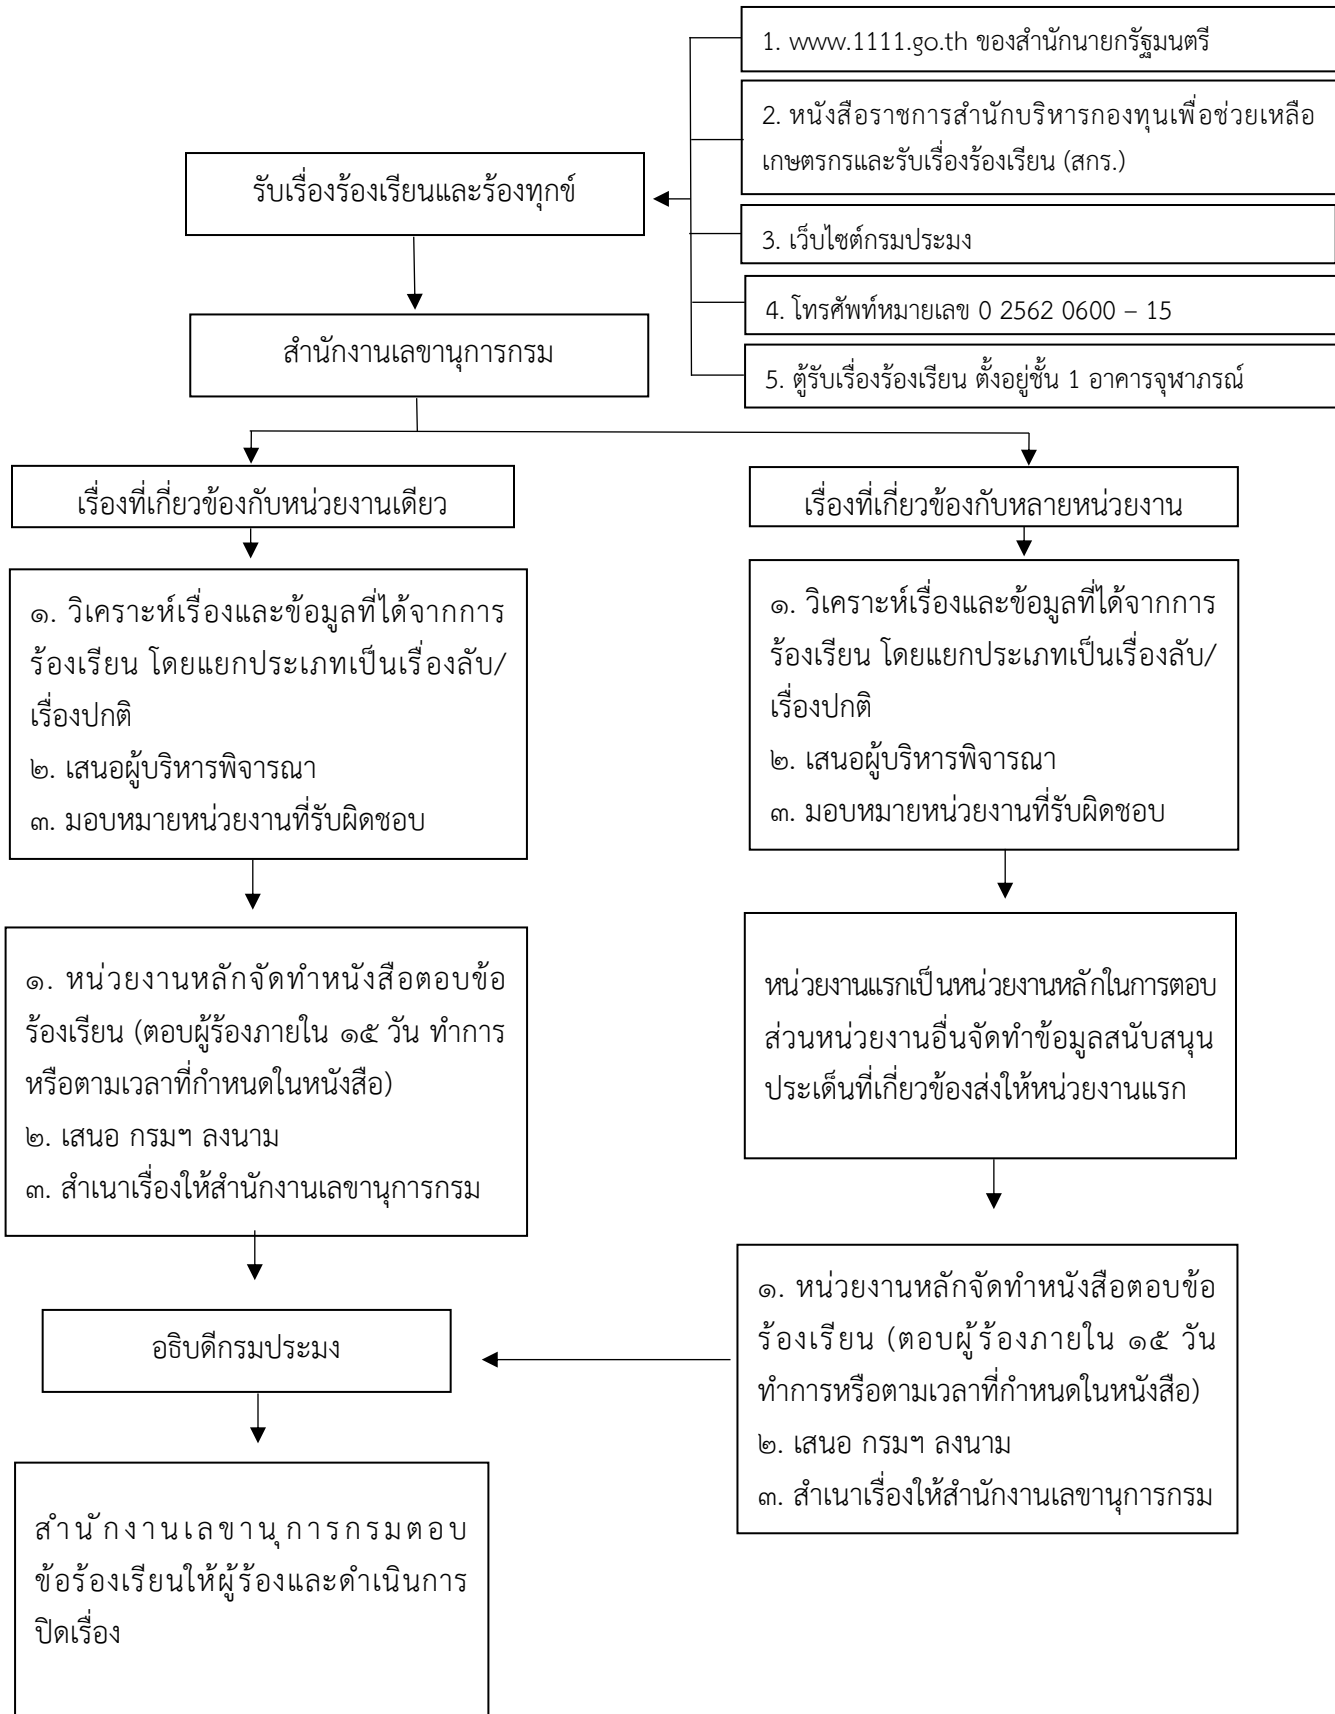 1. www.1111.go.th ของสำนักนายกรัฐมนตรี
2. หนังสือราชการสำนักบริหารกองทุนเพื่อช่วยเหลือ
เกษตรกรและรับเรื่องร้องเรียน (สกร.)
3. เว็บไซต์กรมประมง
4. โทรศัพท์หมายเลข 0 2562 0600 – 15
5. ตู้รับเรื่องร้องเรียน ตั้งอยู่ชั้น 1 อาคารจุฬาภรณ์
รับเรื่องร้องเรียนและร้องทุกข์
สำนักงานเลขานุการกรม
เรื่องที่เกี่ยวข้องกับหน่วยงานเดียว
๑. วิเคราะห์เรื่องและข้อมูลที่ได้จากการ
ร้องเรียน โดยแยกประเภทเป็นเรื่องลับ/
เรื่องปกติ
๒. เสนอผู้บริหารพิจารณา
๓. มอบหมายหน่วยงานที่รับผิดชอบ
๑. หน่วยงานหลักจัดทำหนังสือตอบข้อ
ร้องเรียน (ตอบผู้ร้องภายใน ๑๕ วัน ทำการ
หรือตามเวลาที่กำหนดในหนังสือ)
๒. เสนอ กรมฯ ลงนาม
๓. สำเนาเรื่องให้สำนักงานเลขานุการกรม
เรื่องที่เกี่ยวข้องกับหลายหน่วยงาน
๑. วิเคราะห์เรื่องและข้อมูลที่ได้จากการ
ร้องเรียน โดยแยกประเภทเป็นเรื่องลับ/
เรื่องปกติ
๒. เสนอผู้บริหารพิจารณา
๓. มอบหมายหน่วยงานที่รับผิดชอบ
หน่วยงานแรกเป็นหน่วยงานหลักในการตอบ
ส่วนหน่วยงานอื่นจัดทำข้อมูลสนับสนุน
ประเด็นที่เกี่ยวข้องส่งให้หน่วยงานแรก
๑. หน่วยงานหลักจัดทำหนังสือตอบข้อ
ร้องเรียน (ตอบผู้ร้องภายใน ๑๕ วัน
ทำการหรือตามเวลาที่กำหนดในหนังสือ)
๒. เสนอ กรมฯ ลงนาม
๓. สำเนาเรื่องให้สำนักงานเลขานุการกรม
อธิบดีกรมประมง
สำนักงานเลขานุการกรมตอบ
ข้อร้องเรียนให้ผู้ร้องและดำเนินการ
ปิดเรื่อง